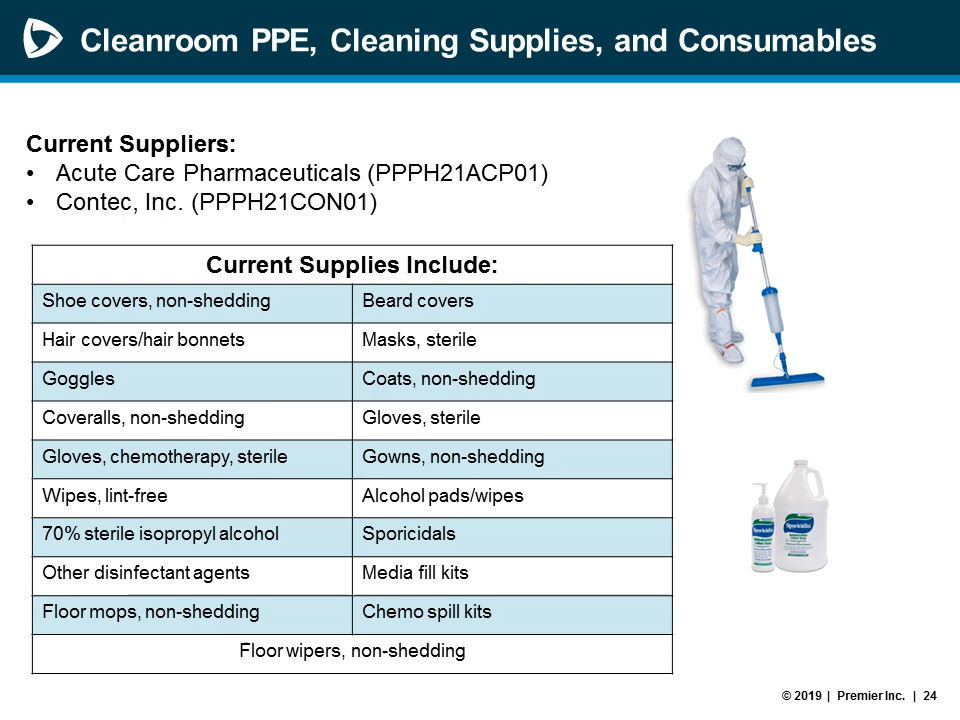 Cleanroom PPE, Cleaning Supplies, and Consumables
Current Suppliers:
• Acute Care Pharmaceuticals (PPPH21ACP01)
• Contec, Inc. (PPPH21CON01)
Current Supplies Include:
Shoe covers, non-shedding Beard covers
Hair covers/hair bonnets Masks, sterile
Goggles Coats, non-shedding
Coveralls, non-shedding Gloves, sterile
Gloves, chemotherapy, sterile Gowns, non-shedding
Wipes, lint-free Alcohol pads/wipes
70% sterile isopropyl alcohol Sporicidals
Other disinfectant agents Media fill kits
Floor mops, non-shedding Chemo spill kits
Floor wipers, non-shedding
Sporicidin
Sporicidin
© 2019 | Premier Inc. | 24